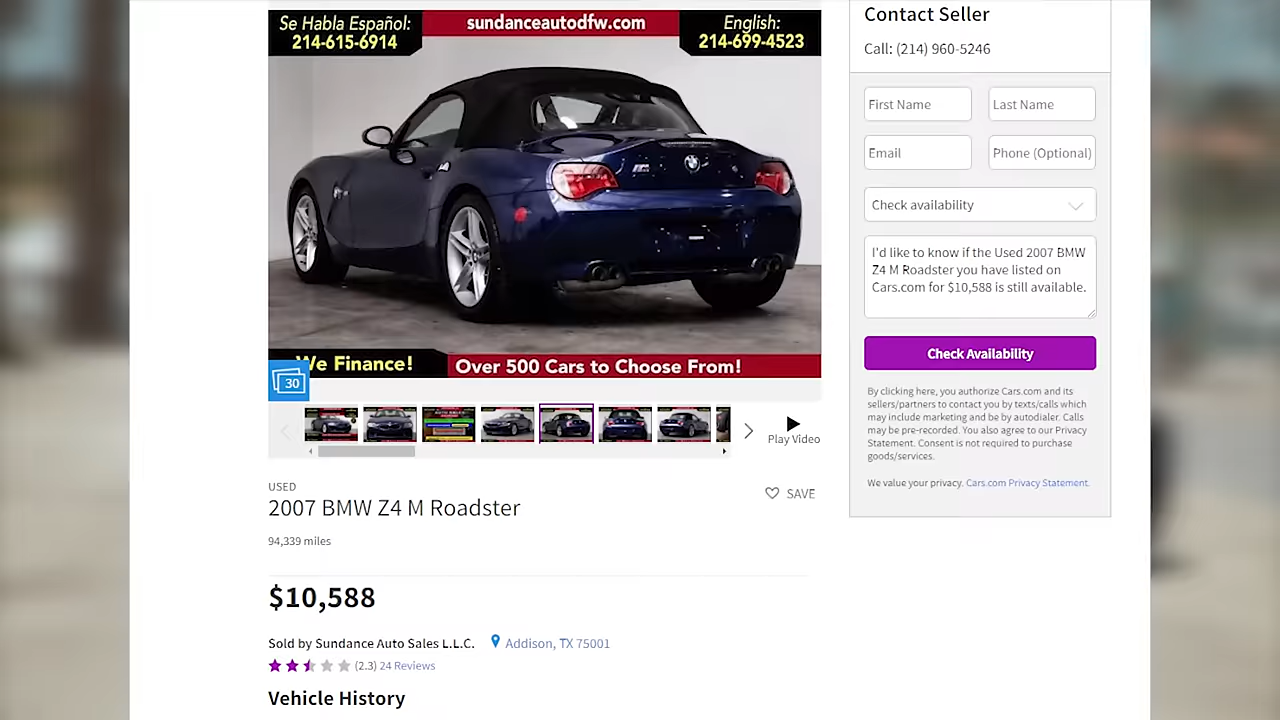 Se Habla Español:
214-615-6914
sundanceautodfw.com
English:
214-699-4523
We Finance!
Over 500 Cars to Choose From!
30
Play Video
USED
2007 BMW Z4 M Roadster
SAVE
94,339 miles
$10,588
Sold by Sundance Auto Sales L.L.C.
Addison, TX 75001
(2.3) 24 Reviews
Vehicle History
Contact Seller
Call: (214) 960-5246
First Name
Last Name
Email
Phone (Optional)
Check availability
I'd like to know if the Used 2007 BMW
Z4 M Roadster you have listed on
Cars.com for $10,588 is still available.
Check Availability
By clicking here, you authorize Cars.com and its
sellers/partners to contact you by texts/calls which
may include marketing and be by autodialer. Calls
may be pre-recorded. You also agree to our Privacy
Statement. Consent is not required to purchase
goods/services.
We value your privacy. Cars.com Privacy Statement.